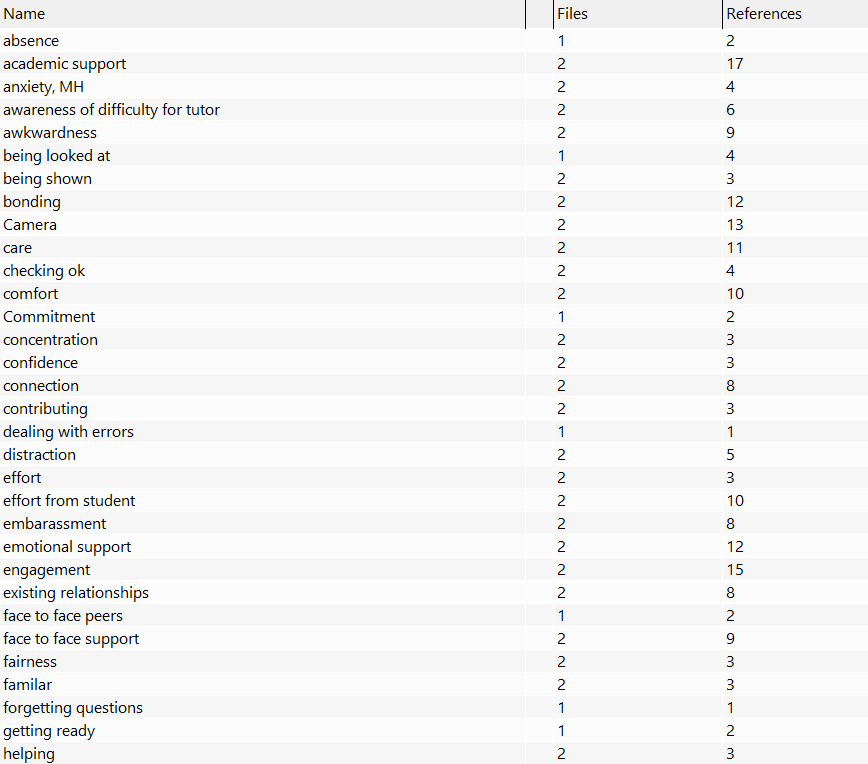 Name Files References
absence 1 2
academic support 2 17
anxiety, MH 2 4
awareness of difficulty for tutor 2 6
awkwardness 2 9
being looked at 1 4
being shown 2 3
bonding 2 12
Camera 2 13
care 2 11
checking ok 2 4
comfort 2 10
Commitment 1 2
concentration 2 3
confidence 2 3
connection 2 8
contributing 2 3
dealing with errors 1 1
distraction 2 5
effort 2 3
effort from student 2 10
embarassment 2 8
emotional support 2 12
engagement 2 15
existing relationships 2 8
face to face peers 1 2
face to face support 2 9
fairness 2 3
familar 2 3
forgetting questions 1 1
getting ready 1 2
helping 2 3